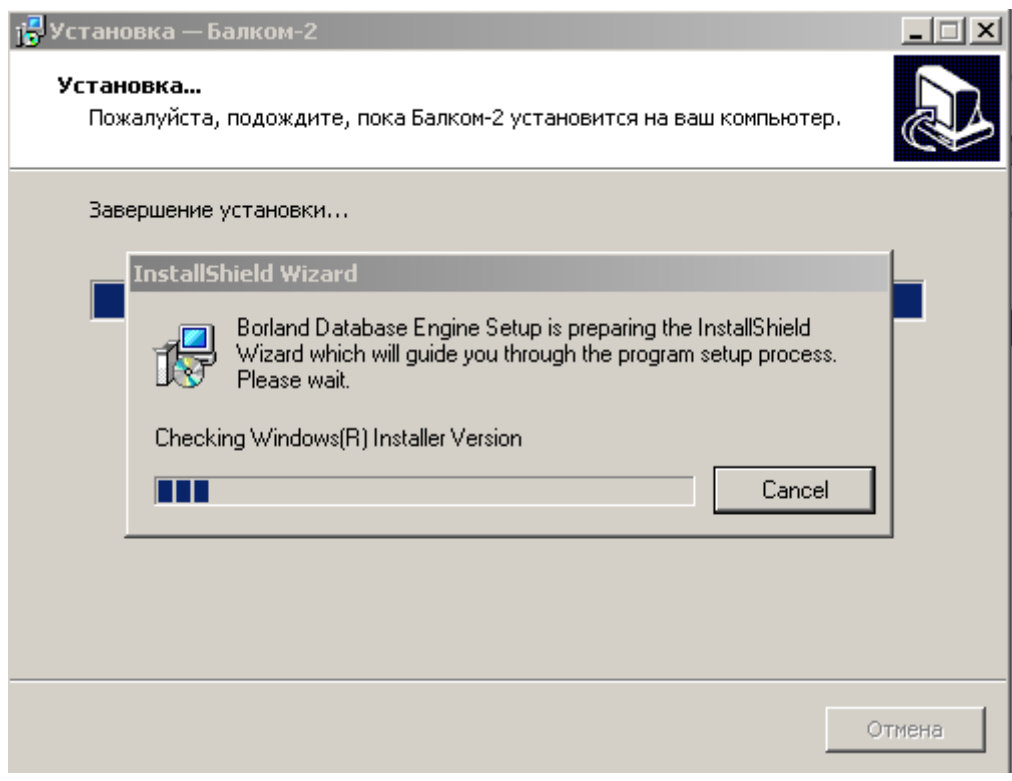 Установка — Балком-2
Установка...
Пожалуйста, подождите, пока Балком-2 установится на ваш компьютер.
Завершение установки...
InstallShield Wizard
Borland Database Engine Setup is preparing the InstallShield
Wizard which will guide you through the program setup process.
Please wait.
Checking Windows(R) Installer Version
Cancel
Отмена